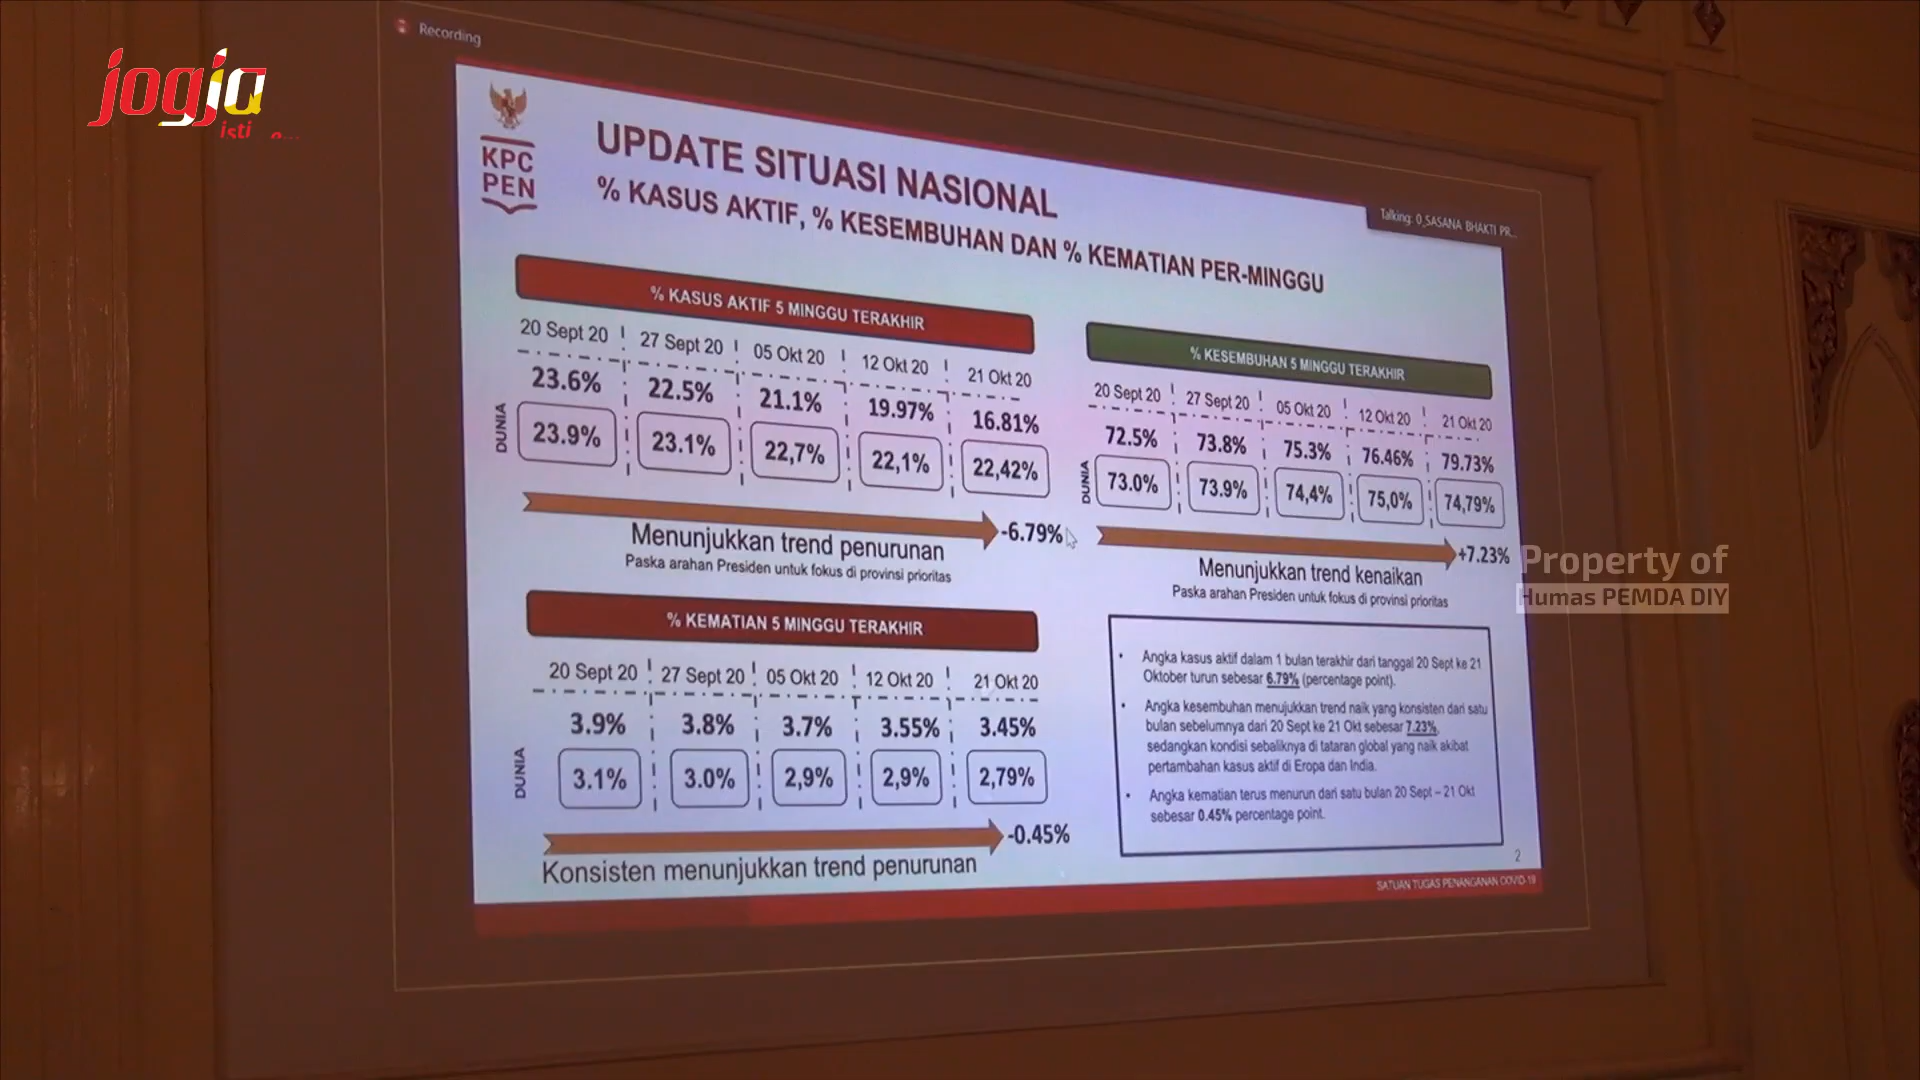 Recording
jogja
isti
KPC
PEN
UPDATE SITUASI NASIONAL
% KASUS AKTIF, % KESEMBUHAN DAN % KEMATIAN PER-MINGGU
Talking: 0_SASANA BHAKTI PR...
% KASUS AKTIF 5 MINGGU TERAKHIR
20 Sept 20 27 Sept 20 05 Okt 20 12 Okt 20 21 Okt 20
23.6% 22.5% 21.1% 19.97% 16.81%
DUNIA
23.9% 23.1% 22,7% 22,1% 22,42%
-6.79%
Menunjukkan trend penurunan
Paska arahan Presiden untuk fokus di provinsi prioritas
% KESEMBUHAN 5 MINGGU TERAKHIR
20 Sept 20 27 Sept 20 05 Okt 20 12 Okt 20 21 Okt 20
72.5% 73.8% 75.3% 76.46% 79.73%
DUNIA
73.0% 73.9% 74,4% 75,0% 74,79%
+7.23%
Menunjukkan trend kenaikan
Paska arahan Presiden untuk fokus di provinsi prioritas
Property of
Humas PEMDA DIY
% KEMATIAN 5 MINGGU TERAKHIR
20 Sept 20 27 Sept 20 05 Okt 20 12 Okt 20 21 Okt 20
3.9% 3.8% 3.7% 3.55% 3.45%
DUNIA
3.1% 3.0% 2,9% 2,9% 2,79%
-0.45%
Konsisten menunjukkan trend penurunan
• Angka kasus aktif dalam 1 bulan terakhir dari tanggal 20 Sept ke 21
Oktober turun sebesar 6.79% (percentage point).
• Angka kesembuhan menujukkan trend naik yang konsisten dari satu
bulan sebelumnya dari 20 Sept ke 21 Okt sebesar 7.23%,
sedangkan kondisi sebaliknya di tataran global yang naik akibat
pertambahan kasus aktif di Eropa dan India.
• Angka kematian terus menurun dari satu bulan 20 Sept – 21 Okt
sebesar 0.45% percentage point.
2
SATUAN TUGAS PENANGANAN COVID-19